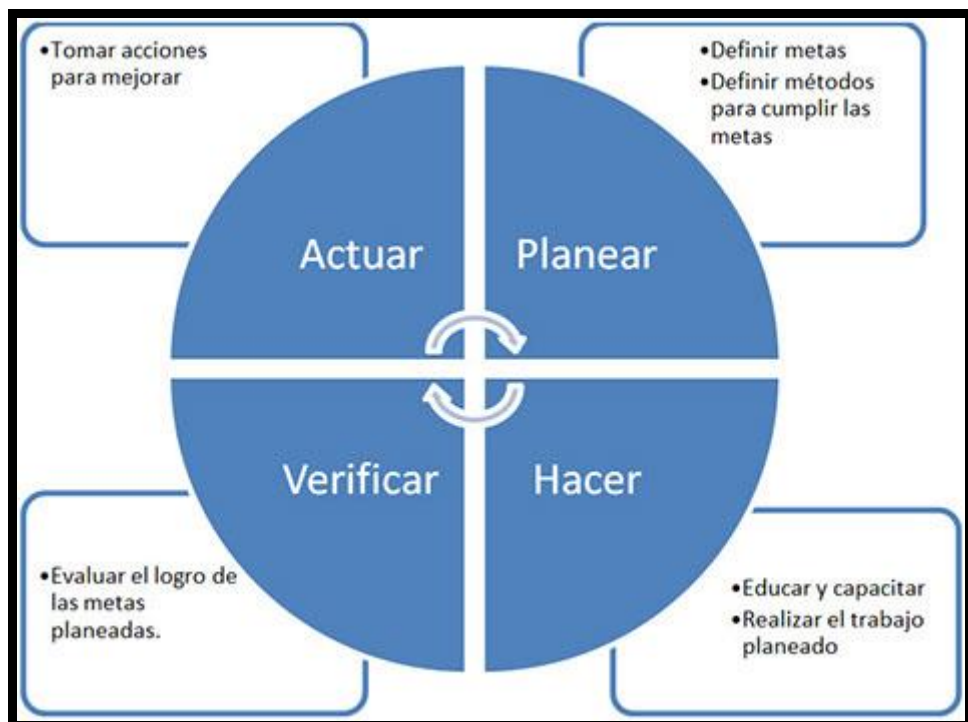 •Tomar acciones
para mejorar
•Definir metas
•Definir métodos
para cumplir las
metas
Actuar
Planear
Verificar
Hacer
•Evaluar el logro de
las metas
planeadas.
•Educar y capacitar
•Realizar el trabajo
planeado